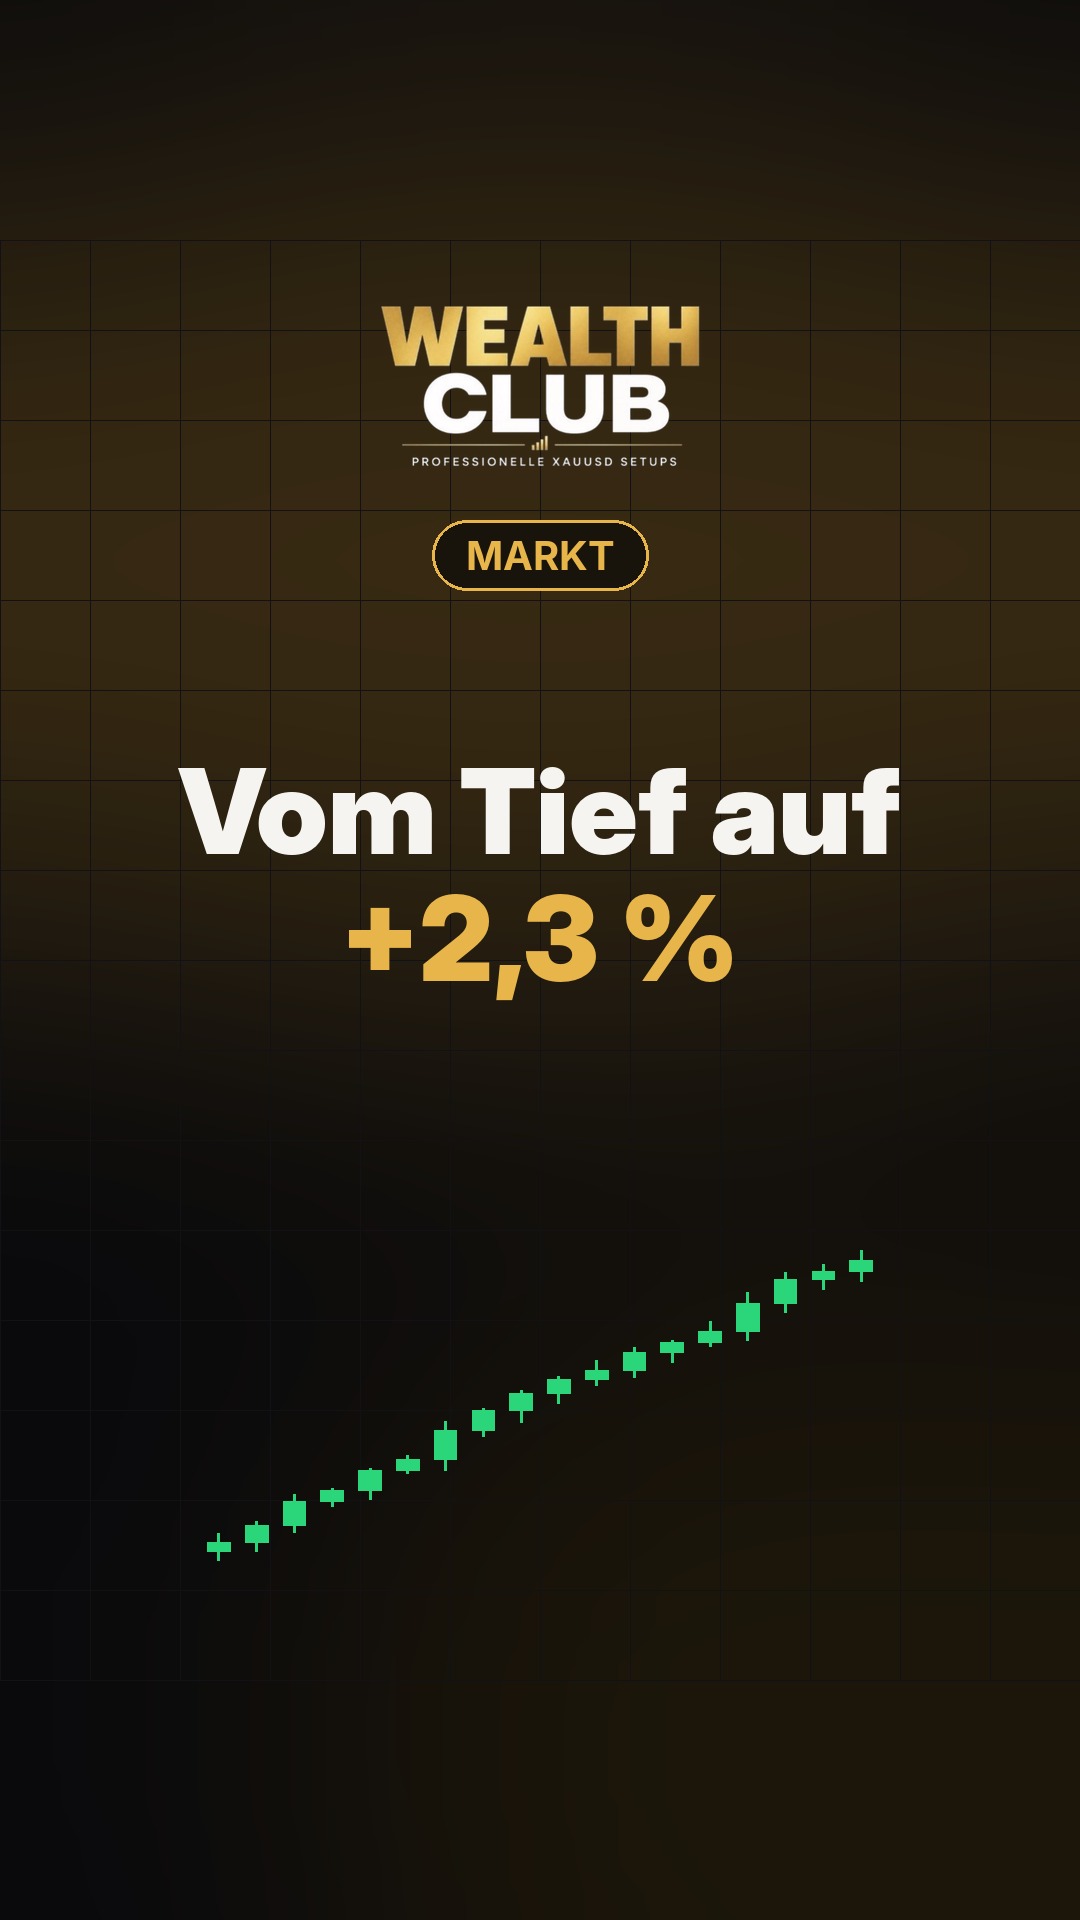 WEALTH
CLUB
PROFESSIONELLE XAUUSD SETUPS
MARKT
Vom Tief auf
+2,3 %